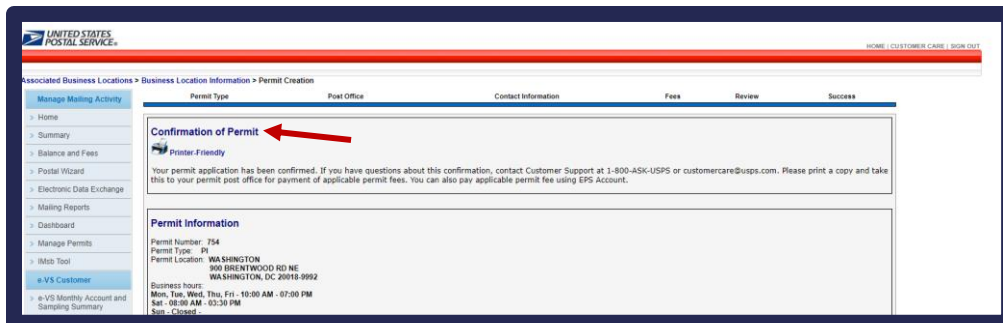 UNITED STATES
POSTAL SERVICE®
HOME | CUSTOMER CARE | SIGN OUT
Associated Business Locations > Business Location Information > Permit Creation
Manage Mailing Activity
> Home
> Summary
> Balance and Fees
> Postal Wizard
> Electronic Data Exchange
> Mailing Reports
> Dashboard
> Manage Permits
> IMsb Tool
e-VS Customer
> e-VS Monthly Account and
Sampling Summary
Permit Type Post Office Contact Information Fees Review Success
Confirmation of Permit
Printer-Friendly
Your permit application has been confirmed. If you have questions about this confirmation, contact Customer Support at 1-800-ASK-USPS or customercare@usps.com. Please print a copy and take
this to your permit post office for payment of applicable permit fees. You can also pay applicable permit fee using EPS Account.
Permit Information
Permit Number: 754
Permit Type: PI
Permit Location: WASHINGTON
900 BRENTWOOD RD NE
WASHINGTON, DC 20018-9992
Business hours:
Mon, Tue, Wed, Thu, Fri - 10:00 AM - 07:00 PM
Sat - 08:00 AM - 03:30 PM
Sun - Closed -